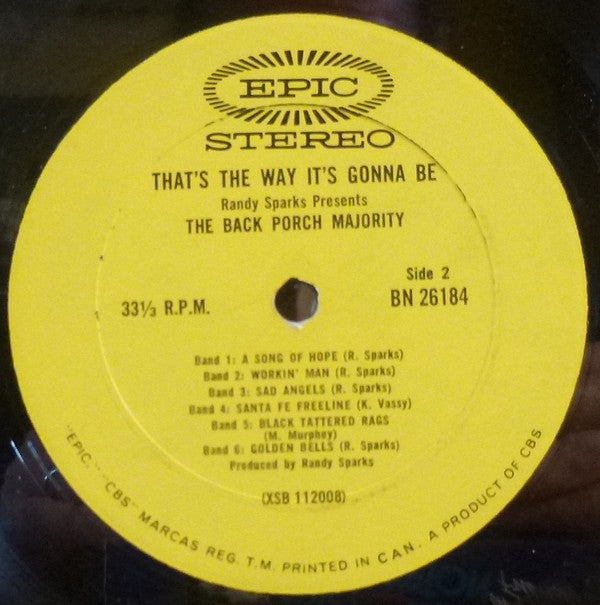 EPIC
STEREO
THAT'S THE WAY IT'S GONNA BE
Randy Sparks Presents
THE BACK PORCH MAJORITY
Side 2
33⅓ R.P.M.
BN 26184
Band 1: A SONG OF HOPE (R. Sparks)
Band 2: WORKIN' MAN (R. Sparks)
Band 3: SAD ANGELS (R. Sparks)
Band 4: SANTA FE FREELINE (K. Vassy)
Band 5: BLACK TATTERED RAGS
(M. Murphey)
Band 6: GOLDEN BELLS (R. Sparks)
Produced by Randy Sparks
(XSB 112008)
"EPIC," "CBS" MARCAS REG. T.M. PRINTED IN CAN. A PRODUCT OF CBS